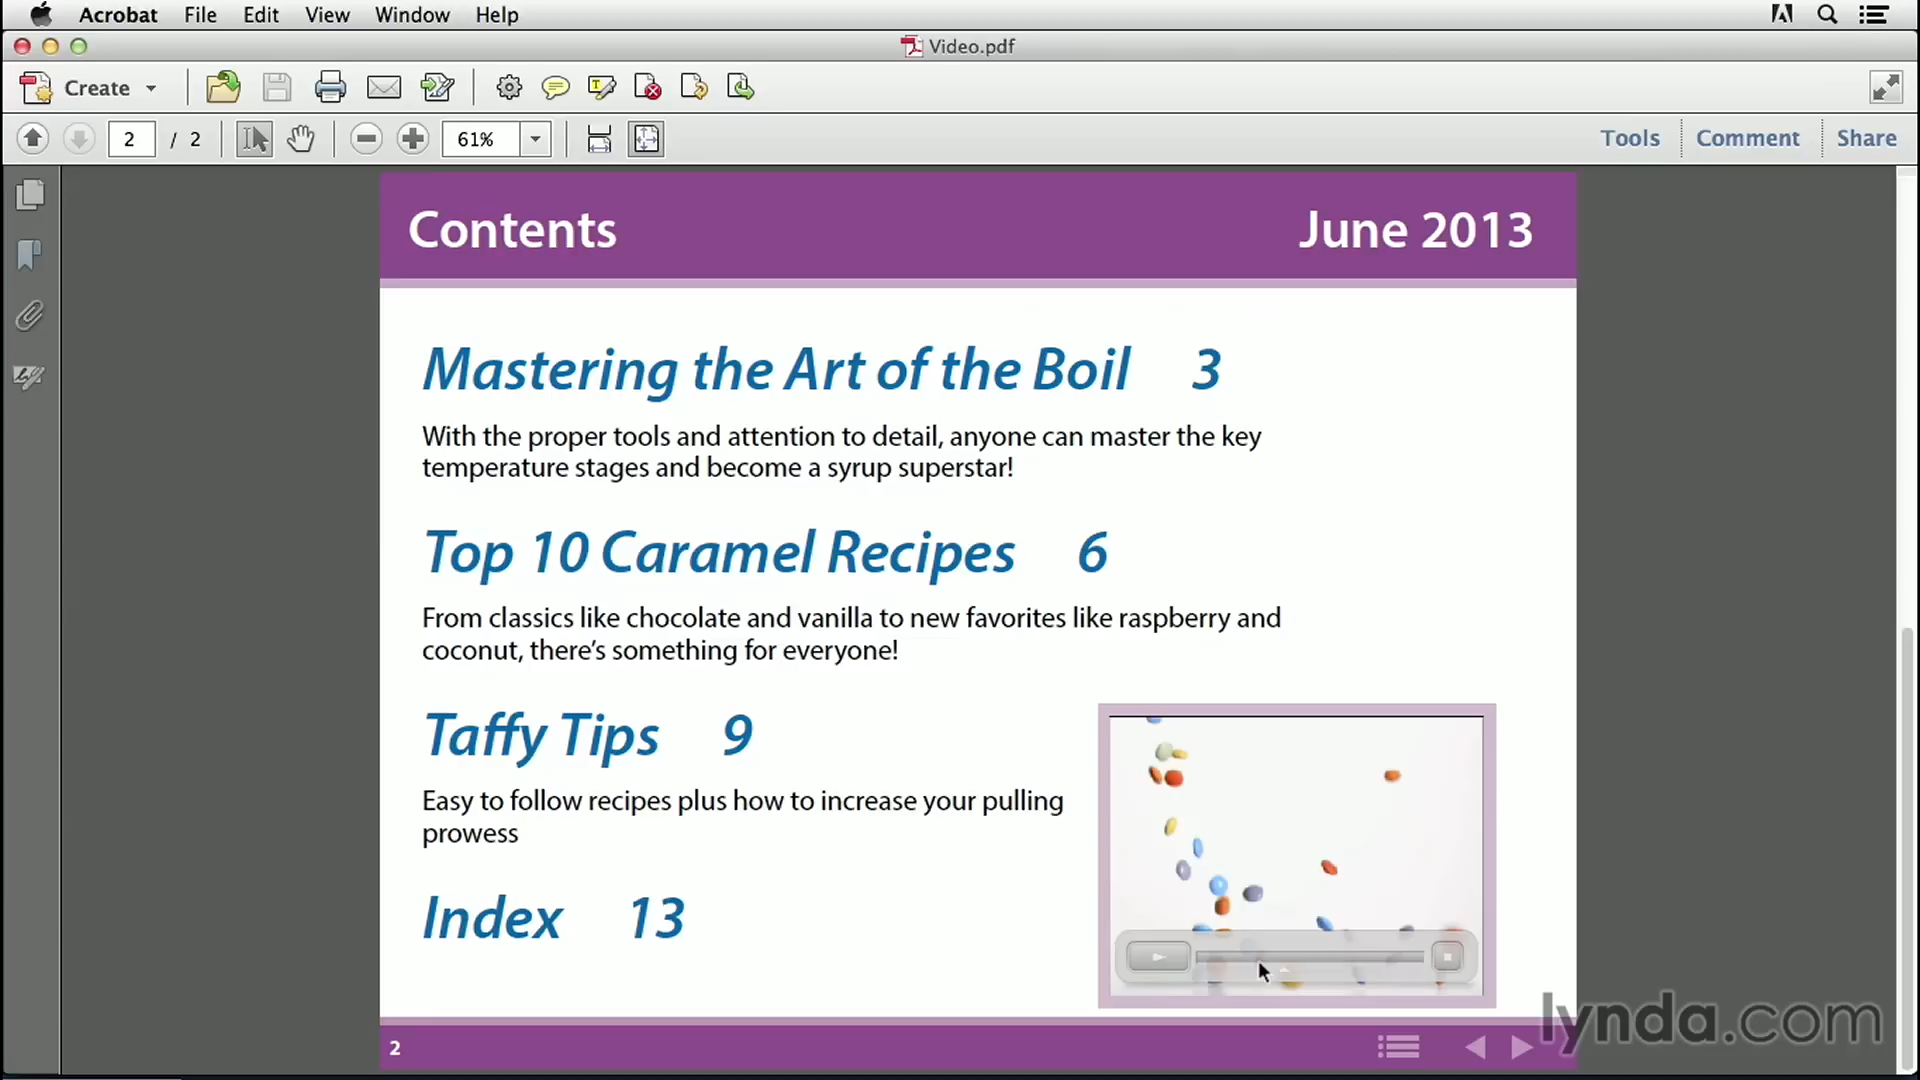 Acrobat File Edit View Window Help
Video.pdf
Create
2 / 2 61% Tools Comment Share
Contents June 2013
Mastering the Art of the Boil 3
With the proper tools and attention to detail, anyone can master the key
temperature stages and become a syrup superstar!
Top 10 Caramel Recipes 6
From classics like chocolate and vanilla to new favorites like raspberry and
coconut, there's something for everyone!
Taffy Tips 9
Easy to follow recipes plus how to increase your pulling
prowess
Index 13
2
lynda.com